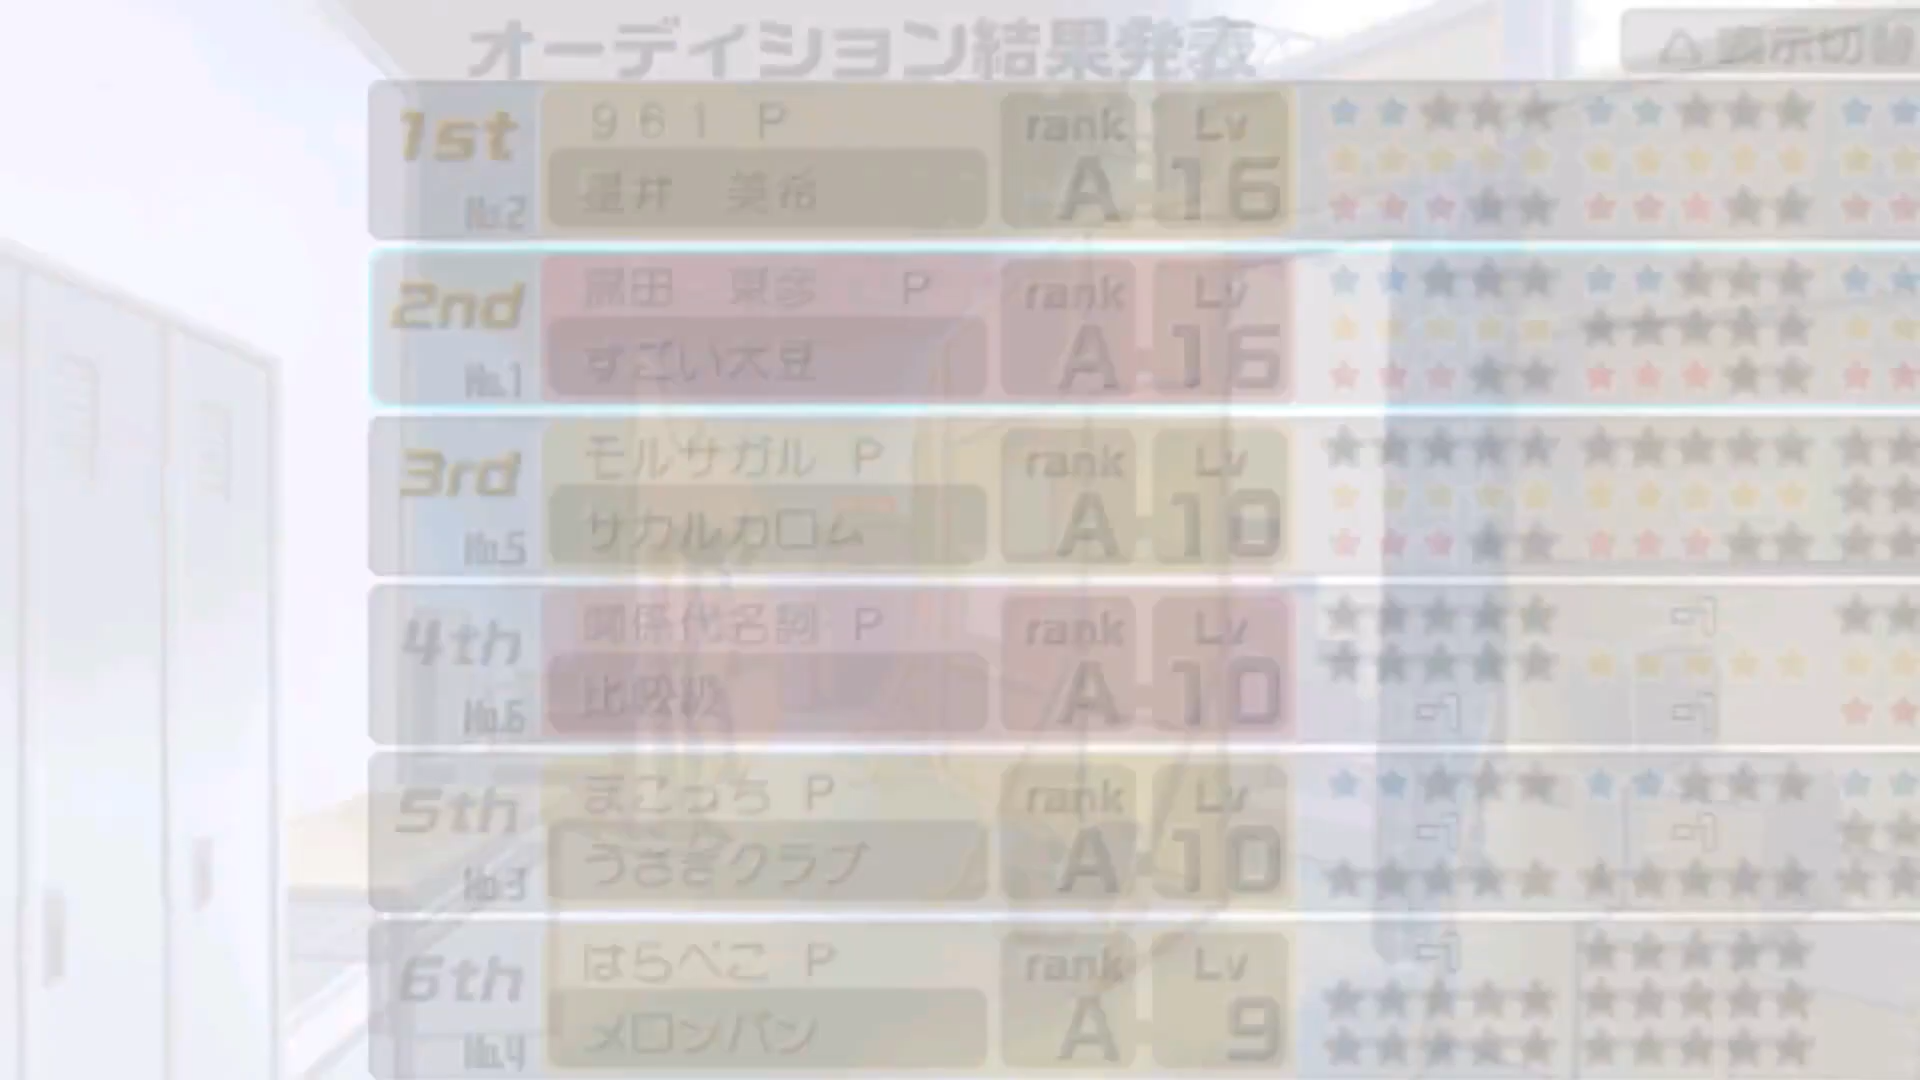 オーディション結果発表
△ 表示切替
1st
No.2
961 P
星井 美希
rank A
Lv 16
2nd
No.1
黒田 東彦 P
すごい大豆
rank A
Lv 16
3rd
No.5
モルサガル P
サカルカロム
rank A
Lv 10
4th
No.6
関係代名詞 P
比較級
rank A
Lv 10
5th
No.3
まこっち P
うさぎクラブ
rank A
Lv 10
6th
No.4
はらぺこ P
メロンパン
rank A
Lv 9